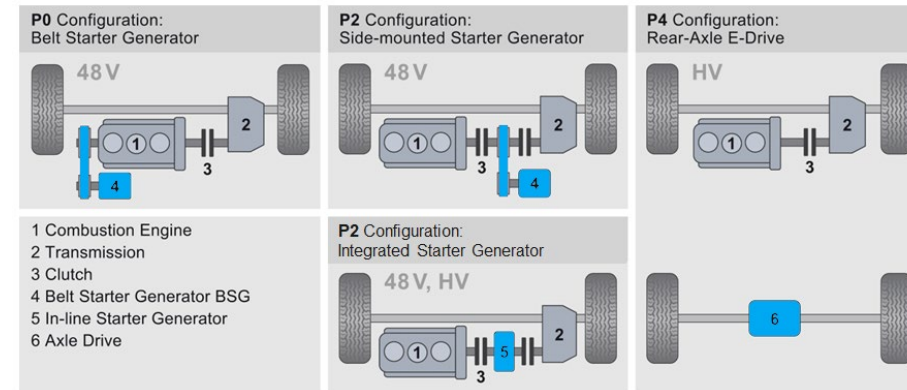 P0 Configuration:
Belt Starter Generator
48 V
1
2
3
4
P2 Configuration:
Side-mounted Starter Generator
48 V
1
2
3
4
P4 Configuration:
Rear-Axle E-Drive
HV
1
2
3
6
1 Combustion Engine
2 Transmission
3 Clutch
4 Belt Starter Generator BSG
5 In-line Starter Generator
6 Axle Drive
P2 Configuration:
Integrated Starter Generator
48 V, HV
1
2
3
5